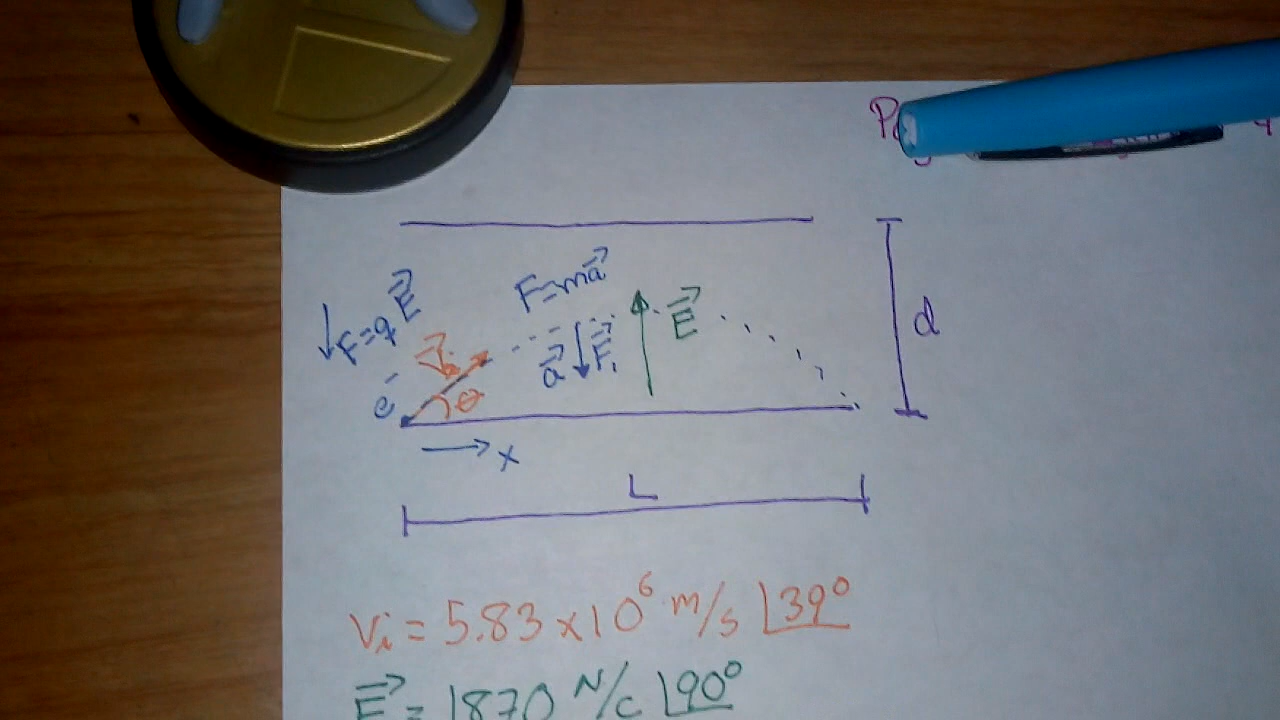 d
F=qE⃗
F=ma⃗
E⃗
a⃗
F⃗
e⁻
θ
x
L
vᵢ = 5.83 x 10⁶ m/s ∟39°
E⃗ = 1870 N/C ∟90°